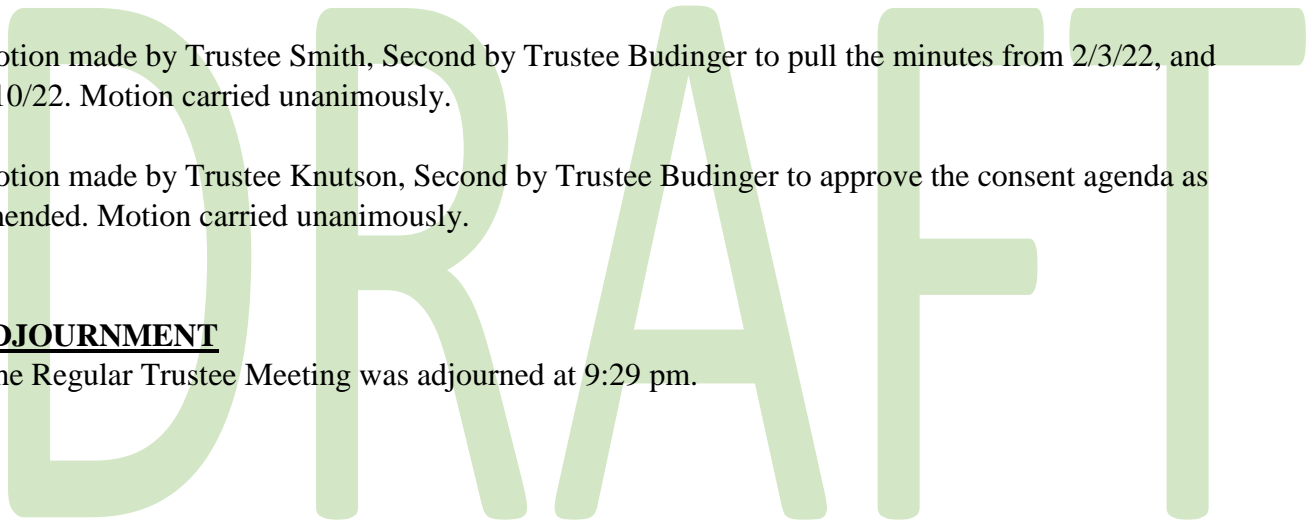 otion made by Trustee Smith, Second by Trustee Budinger to pull the minutes from 2/3/22, and
10/22. Motion carried unanimously.
otion made by Trustee Knutson, Second by Trustee Budinger to approve the consent agenda as
ended. Motion carried unanimously.
DJOURNMENT
he Regular Trustee Meeting was adjourned at 9:29 pm.
DRAFT